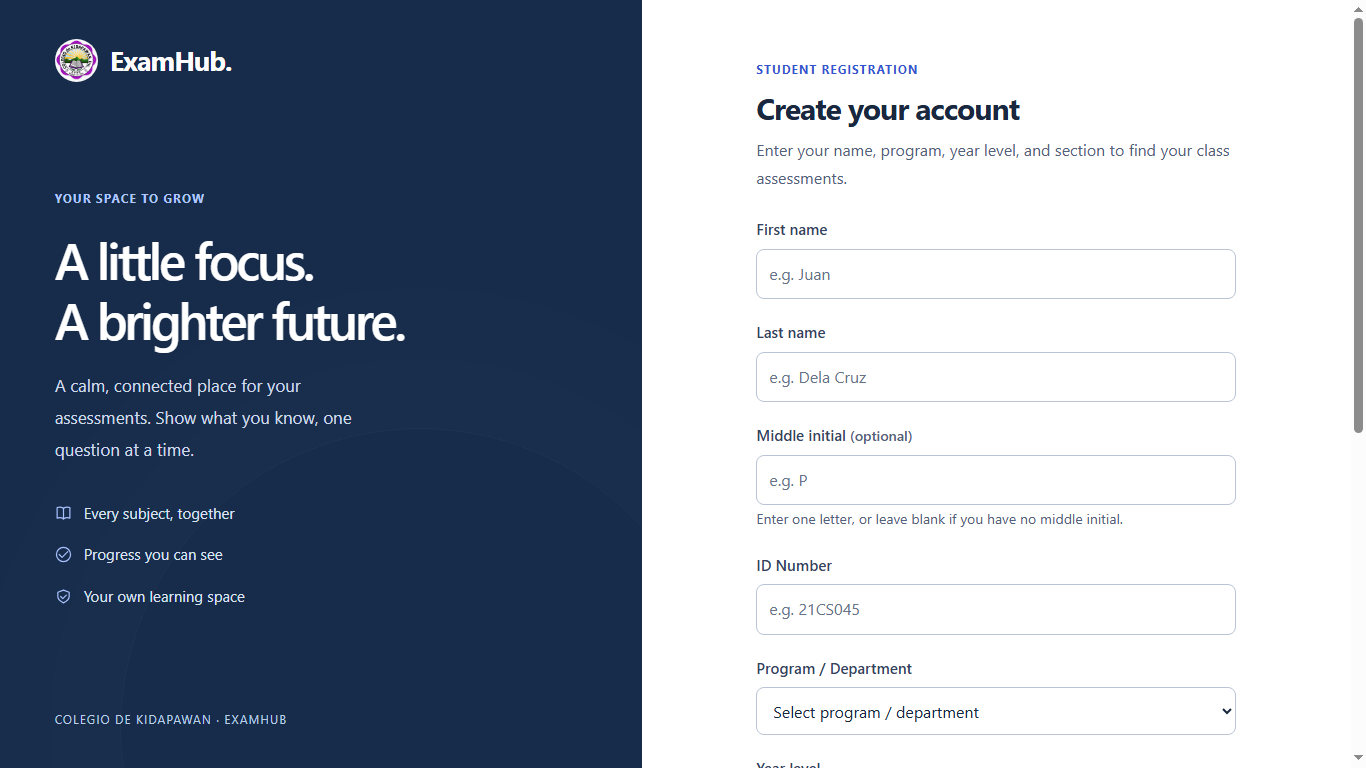 ExamHub.
YOUR SPACE TO GROW
A little focus.
A brighter future.
A calm, connected place for your
assessments. Show what you know, one
question at a time.
Every subject, together
Progress you can see
Your own learning space
COLEGIO DE KIDAPAWAN · EXAMHUB
STUDENT REGISTRATION
Create your account
Enter your name, program, year level, and section to find your class
assessments.
First name
e.g. Juan
Last name
e.g. Dela Cruz
Middle initial (optional)
e.g. P
Enter one letter, or leave blank if you have no middle initial.
ID Number
e.g. 21CS045
Program / Department
Select program / department
Year level